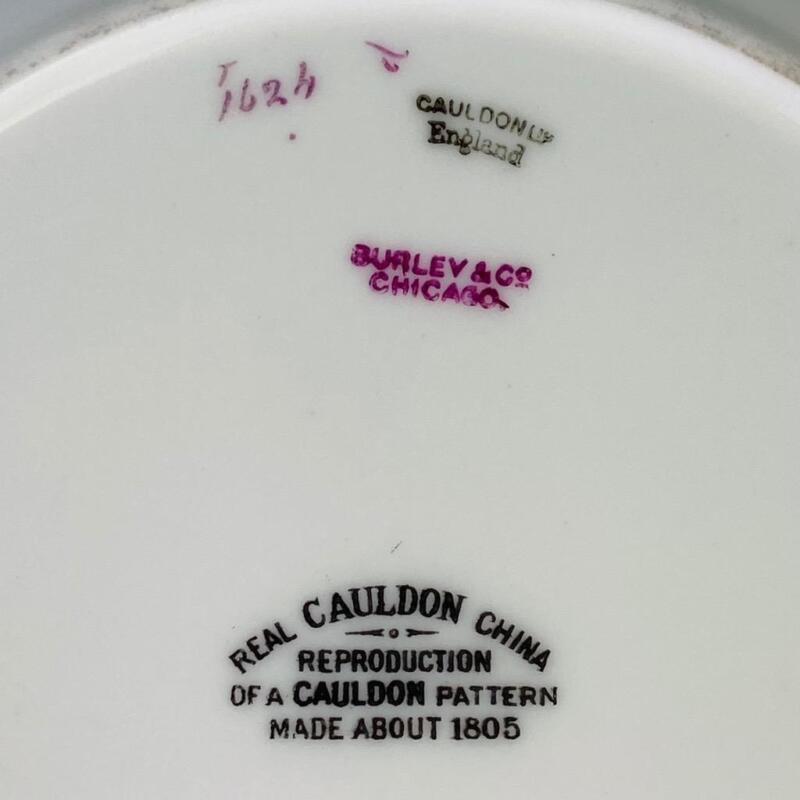 T
1624
CAULDON LTD
England
BURLEY & CO
CHICAGO.
REAL CAULDON CHINA
REPRODUCTION
OF A CAULDON PATTERN
MADE ABOUT 1805